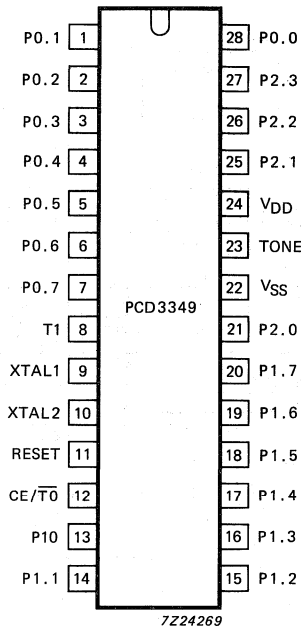 P0.1 1 28 P0.0
P0.2 2 27 P2.3
P0.3 3 26 P2.2
P0.4 4 25 P2.1
P0.5 5 24 VDD
P0.6 6 23 TONE
P0.7 7 22 VSS
PCD3349
T1 8 21 P2.0
XTAL1 9 20 P1.7
XTAL2 10 19 P1.6
RESET 11 18 P1.5
CE/T0 12 17 P1.4
P10 13 16 P1.3
P1.1 14 15 P1.2
7Z24269